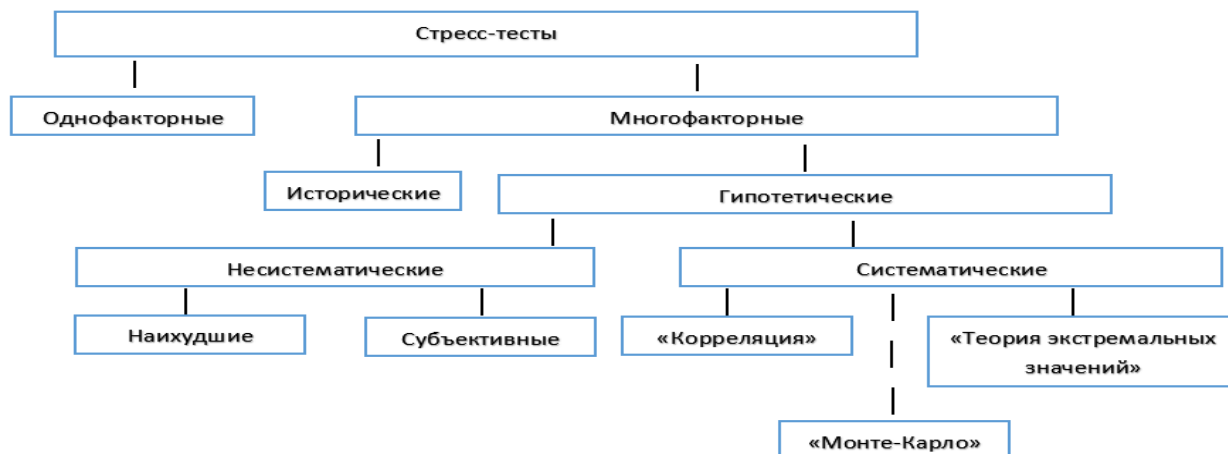 Стресс-тесты
Однофакторные
Многофакторные
Исторические
Гипотетические
Несистематические
Систематические
Наихудшие
Субъективные
«Корреляция»
«Теория экстремальных
значений»
«Монте-Карло»